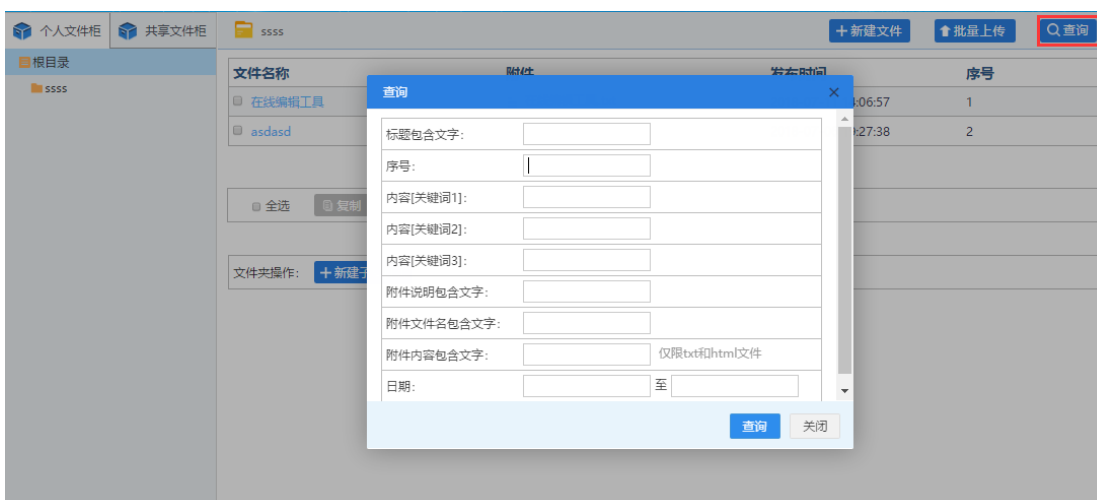 个人文件柜 共享文件柜 ssss 新建文件 批量上传 查询
根目录
ssss
文件名称 附件 发布时间 序号
在线编辑工具 :06:57 1
asdasd :27:38 2
查询
标题包含文字:
序号:
内容[关键词1]:
内容[关键词2]:
内容[关键词3]:
附件说明包含文字:
附件文件名包含文字:
附件内容包含文字: 仅限txt和html文件
日期: 至
全选 复制
文件夹操作: 新建子
查询 关闭